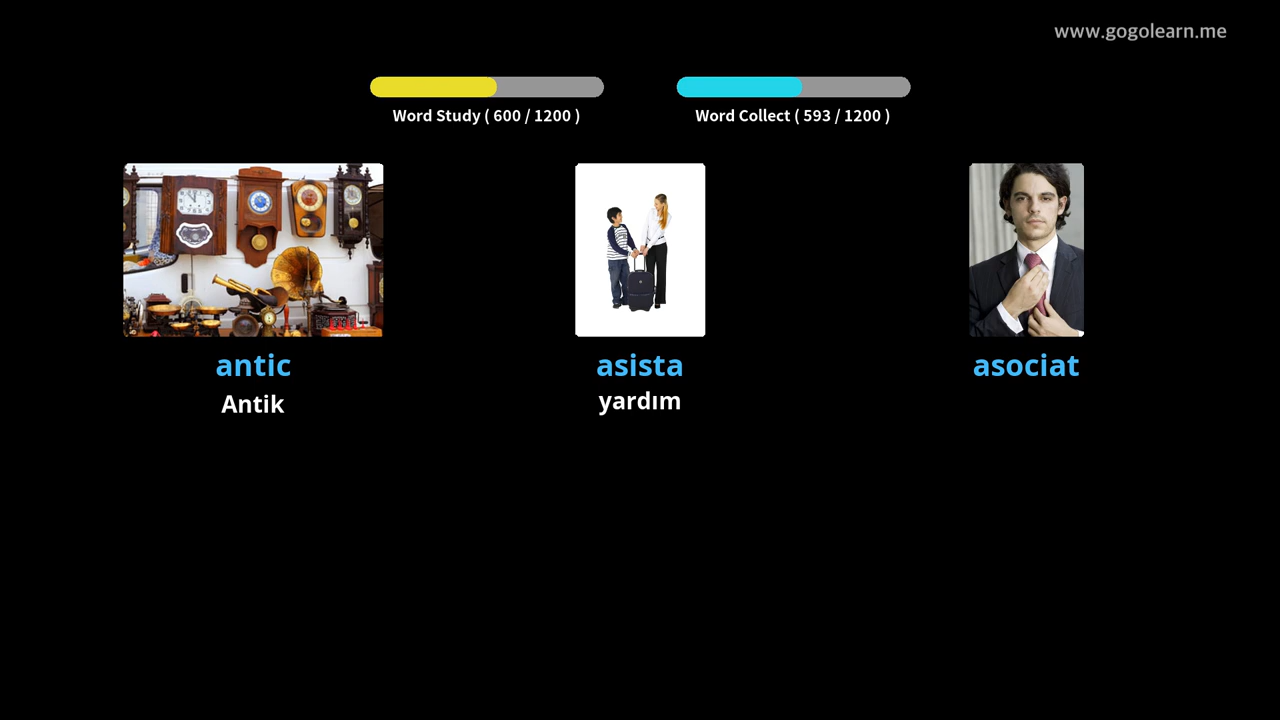 www.gogolearn.me
Word Study ( 600 / 1200 )
Word Collect ( 593 / 1200 )
antic
Antik
asista
yardım
asociat